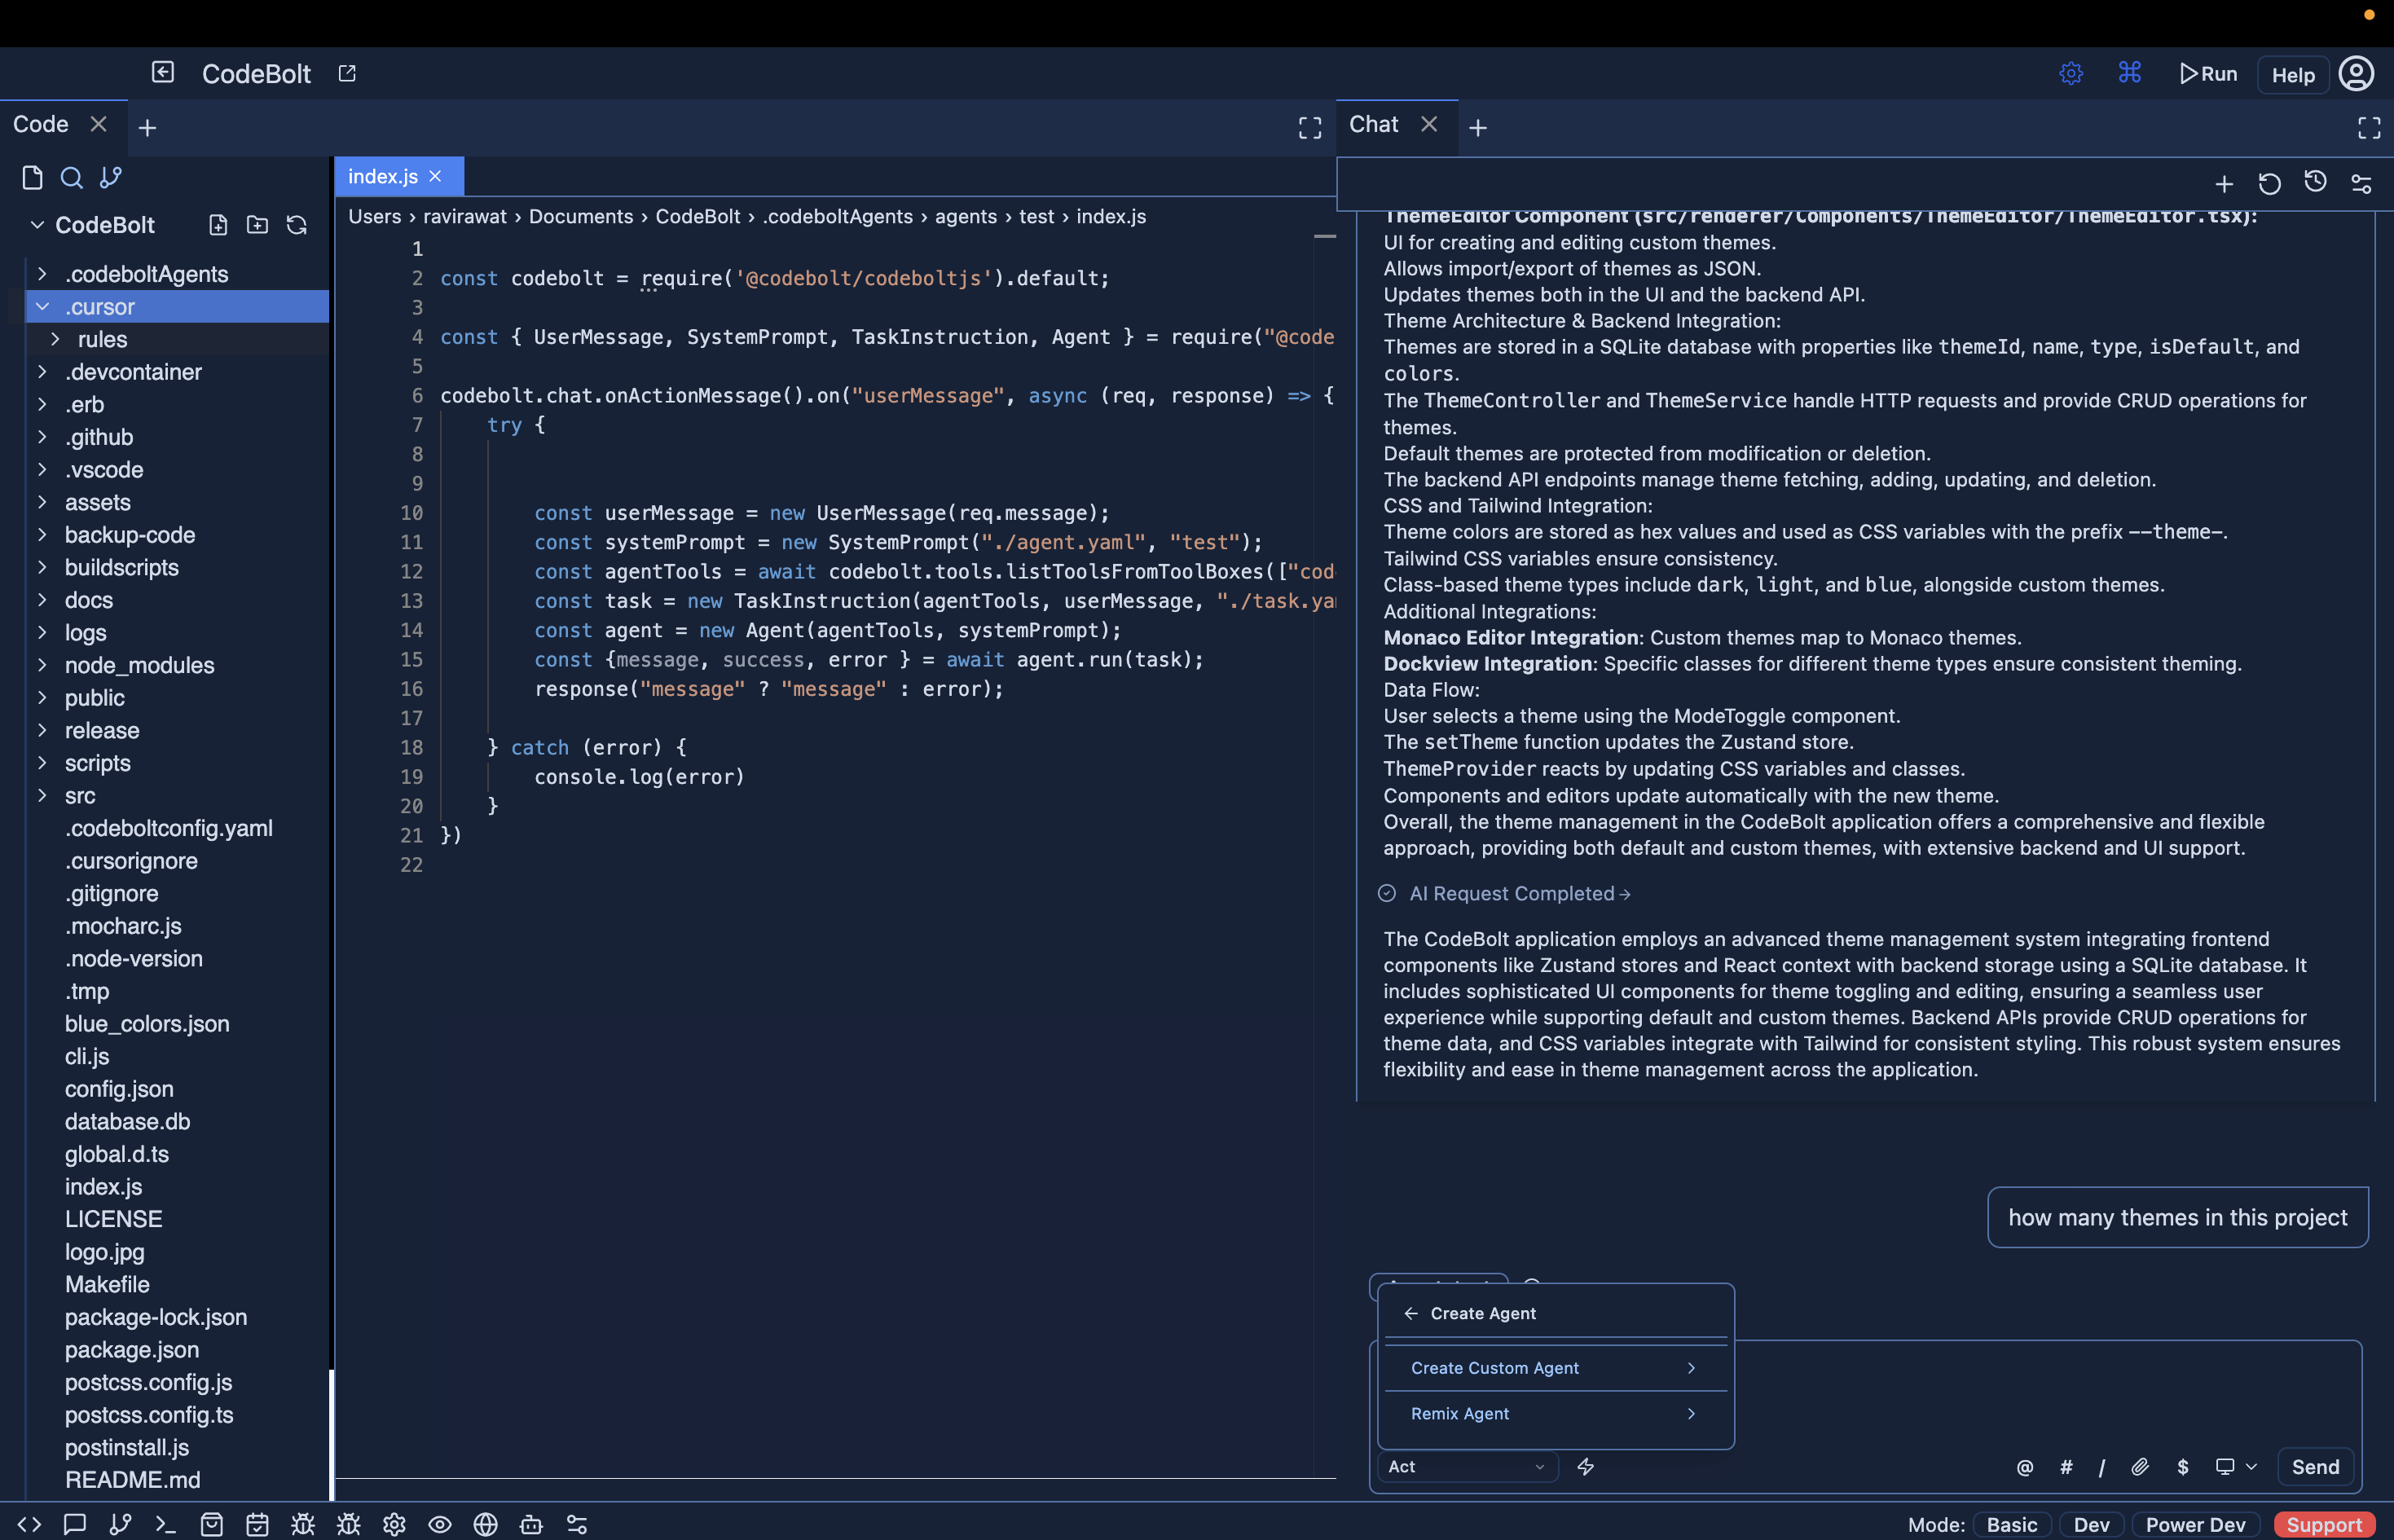 CodeBolt
Run
Help
Code
Chat
index.js
CodeBolt
Users › ravirawat › Documents › CodeBolt › .codeboltAgents › agents › test › index.js
.codeboltAgents
.cursor
rules
.devcontainer
.erb
.github
.vscode
assets
backup-code
buildscripts
docs
logs
node_modules
public
release
scripts
src
.codeboltconfig.yaml
.cursorignore
.gitignore
.mocharc.js
.node-version
.tmp
blue_colors.json
cli.js
config.json
database.db
global.d.ts
index.js
LICENSE
logo.jpg
Makefile
package-lock.json
package.json
postcss.config.js
postcss.config.ts
postinstall.js
README.md
1
2 const codebolt = require('@codebolt/codeboltjs').default;
3
4 const { UserMessage, SystemPrompt, TaskInstruction, Agent } = require("@code
5
6 codebolt.chat.onActionMessage().on("userMessage", async (req, response) => {
7 try {
8
9
10 const userMessage = new UserMessage(req.message);
11 const systemPrompt = new SystemPrompt("./agent.yaml", "test");
12 const agentTools = await codebolt.tools.listToolsFromToolBoxes(["cod
13 const task = new TaskInstruction(agentTools, userMessage, "./task.ya
14 const agent = new Agent(agentTools, systemPrompt);
15 const {message, success, error } = await agent.run(task);
16 response("message" ? "message" : error);
17
18 } catch (error) {
19 console.log(error)
20 }
21 })
22
ThemeEditor Component (src/renderer/Components/ThemeEditor/ThemeEditor.tsx):
UI for creating and editing custom themes.
Allows import/export of themes as JSON.
Updates themes both in the UI and the backend API.
Theme Architecture & Backend Integration:
Themes are stored in a SQLite database with properties like themeId, name, type, isDefault, and
colors.
The ThemeController and ThemeService handle HTTP requests and provide CRUD operations for
themes.
Default themes are protected from modification or deletion.
The backend API endpoints manage theme fetching, adding, updating, and deletion.
CSS and Tailwind Integration:
Theme colors are stored as hex values and used as CSS variables with the prefix --theme-.
Tailwind CSS variables ensure consistency.
Class-based theme types include dark, light, and blue, alongside custom themes.
Additional Integrations:
Monaco Editor Integration: Custom themes map to Monaco themes.
Dockview Integration: Specific classes for different theme types ensure consistent theming.
Data Flow:
User selects a theme using the ModeToggle component.
The setTheme function updates the Zustand store.
ThemeProvider reacts by updating CSS variables and classes.
Components and editors update automatically with the new theme.
Overall, the theme management in the CodeBolt application offers a comprehensive and flexible
approach, providing both default and custom themes, with extensive backend and UI support.
AI Request Completed→
The CodeBolt application employs an advanced theme management system integrating frontend
components like Zustand stores and React context with backend storage using a SQLite database. It
includes sophisticated UI components for theme toggling and editing, ensuring a seamless user
experience while supporting default and custom themes. Backend APIs provide CRUD operations for
theme data, and CSS variables integrate with Tailwind for consistent styling. This robust system ensures
flexibility and ease in theme management across the application.
how many themes in this project
← Create Agent
Create Custom Agent
Remix Agent
Act
@ # / $
Send
Mode: Basic Dev Power Dev Support